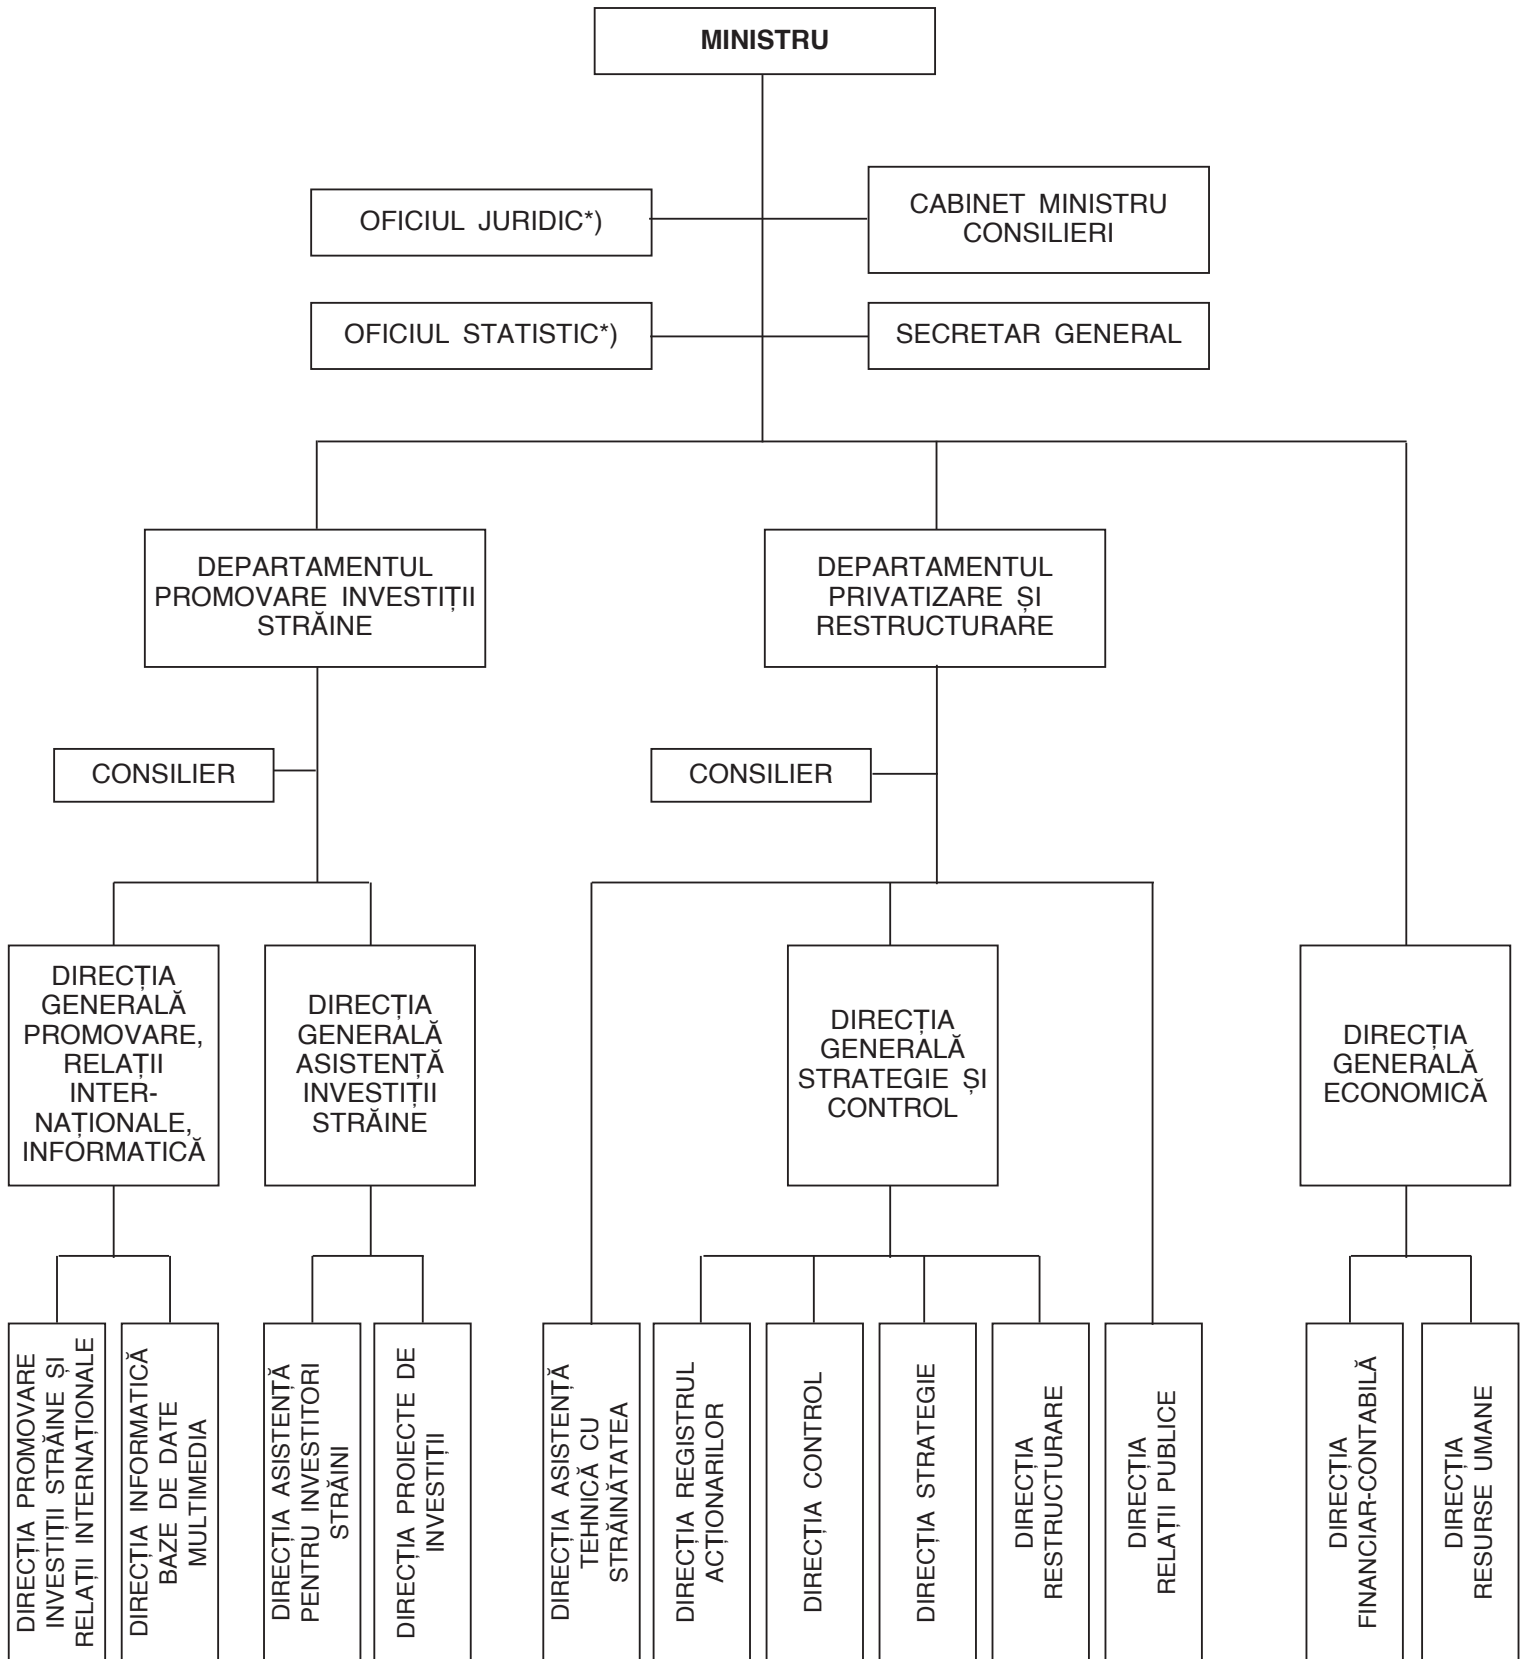 MINISTRU
OFICIUL JURIDIC*)
CABINET MINISTRU
CONSILIERI
OFICIUL STATISTIC*)
SECRETAR GENERAL
DEPARTAMENTUL
PROMOVARE INVESTIȚII
STRĂINE
DEPARTAMENTUL
PRIVATIZARE ȘI
RESTRUCTURARE
CONSILIER
CONSILIER
DIRECȚIA
GENERALĂ
PROMOVARE,
RELAȚII
INTER-
NAȚIONALE,
INFORMATICĂ
DIRECȚIA
GENERALĂ
ASISTENȚĂ
INVESTIȚII
STRĂINE
DIRECȚIA
GENERALĂ
STRATEGIE ȘI
CONTROL
DIRECȚIA
GENERALĂ
ECONOMICĂ
DIRECȚIA PROMOVARE
INVESTIȚII STRĂINE ȘI
RELAȚII INTERNAȚIONALE
DIRECȚIA INFORMATICĂ
BAZE DE DATE
MULTIMEDIA
DIRECȚIA ASISTENȚĂ
PENTRU INVESTITORI
STRĂINI
DIRECȚIA PROIECTE DE
INVESTIȚII
DIRECȚIA ASISTENȚĂ
TEHNICĂ CU
STRĂINĂTATEA
DIRECȚIA REGISTRUL
ACȚIONARILOR
DIRECȚIA CONTROL
DIRECȚIA STRATEGIE
DIRECȚIA
RESTRUCTURARE
DIRECȚIA
RELAȚII PUBLICE
DIRECȚIA
FINANCIAR-CONTABILĂ
DIRECȚIA
RESURSE UMANE